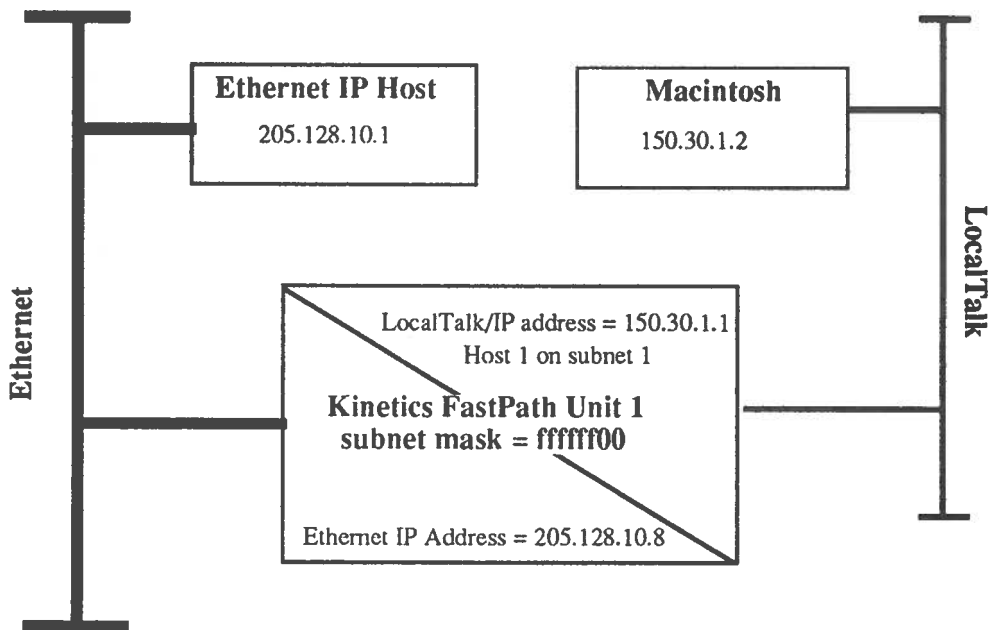 Ethernet IP Host
205.128.10.1
Macintosh
150.30.1.2
Ethernet
LocalTalk
LocalTalk/IP address = 150.30.1.1
Host 1 on subnet 1
Kinetics FastPath Unit 1
subnet mask = ffffff00
Ethernet IP Address = 205.128.10.8